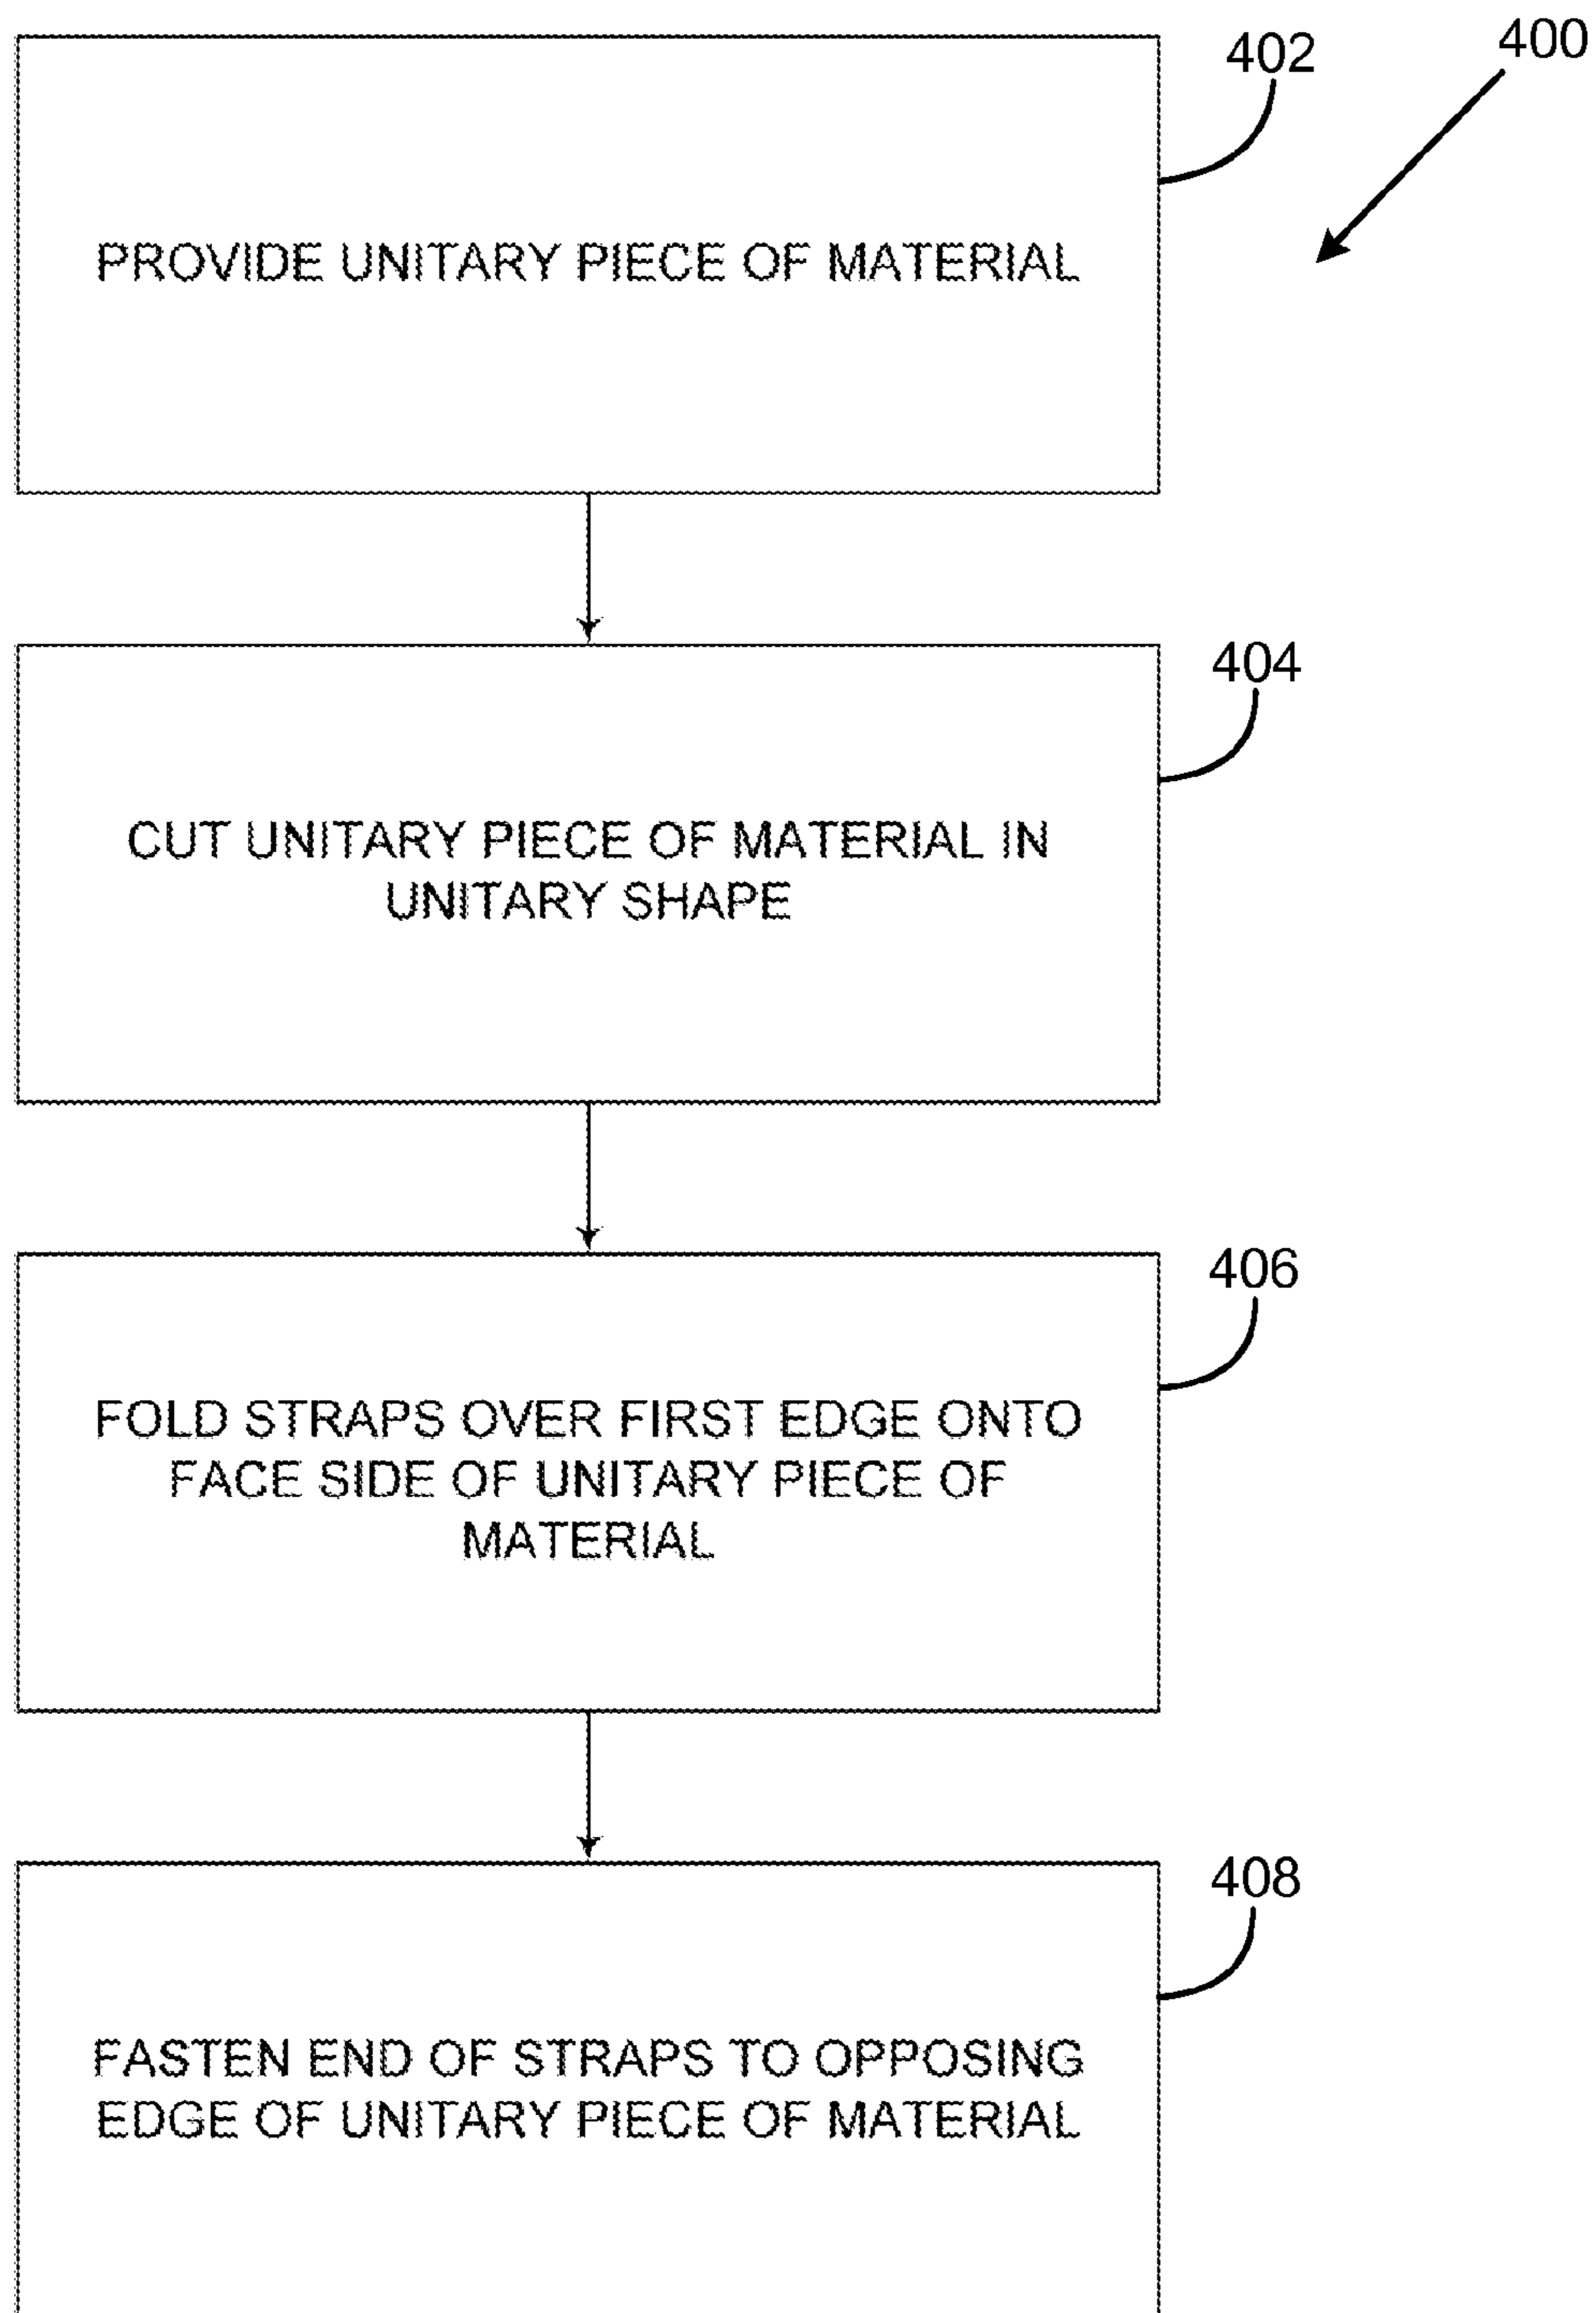 400
402
PROVIDE UNITARY PIECE OF MATERIAL
404
CUT UNITARY PIECE OF MATERIAL IN
UNITARY SHAPE
406
FOLD STRAPS OVER FIRST EDGE ONTO
FACE SIDE OF UNITARY PIECE OF
MATERIAL
408
FASTEN END OF STRAPS TO OPPOSING
EDGE OF UNITARY PIECE OF MATERIAL